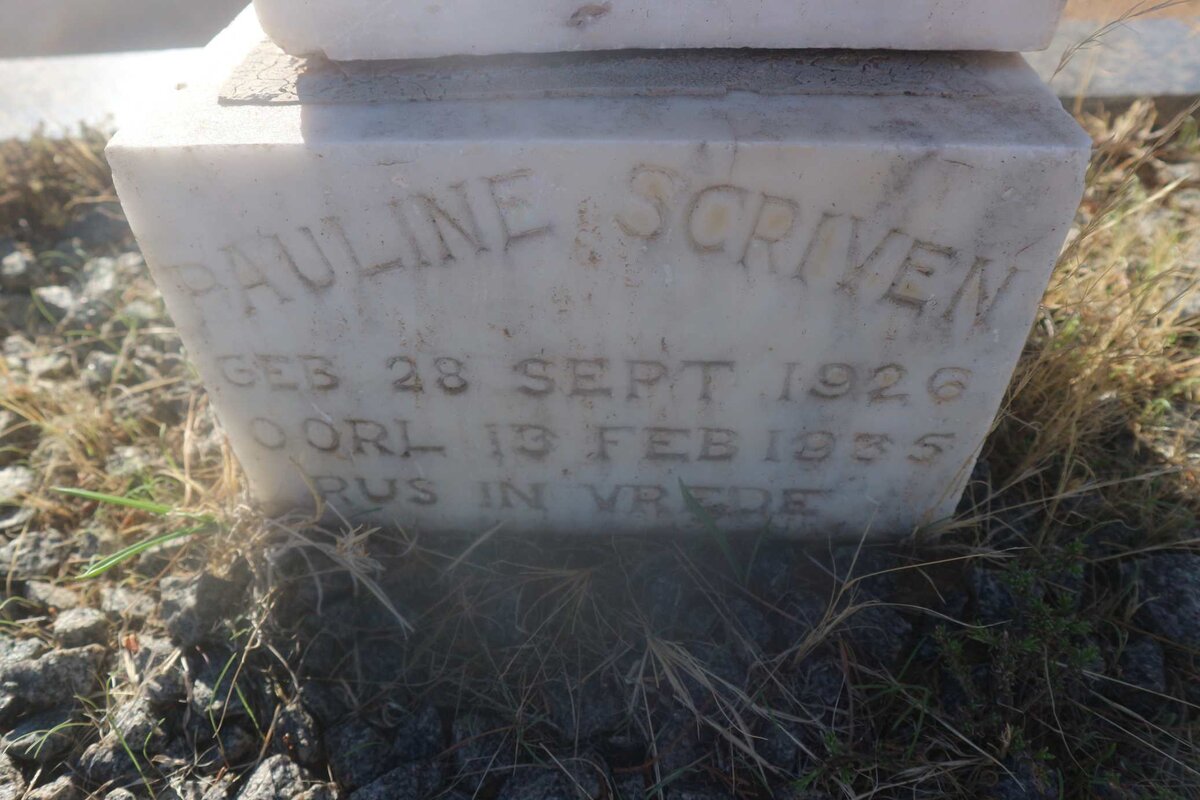 PAULINE SCRIVEN
GEB 28 SEPT 1926
OORL 13 FEB 1935
RUS IN VREDE